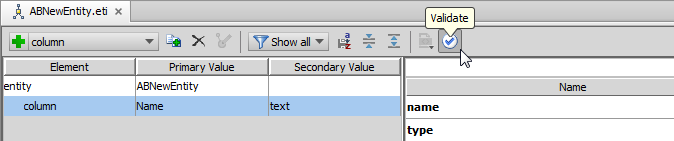 ABNewEntity.eti
Validate
column
Show all
Element Primary Value Secondary Value
entity ABNewEntity
column Name text
Name
name
type